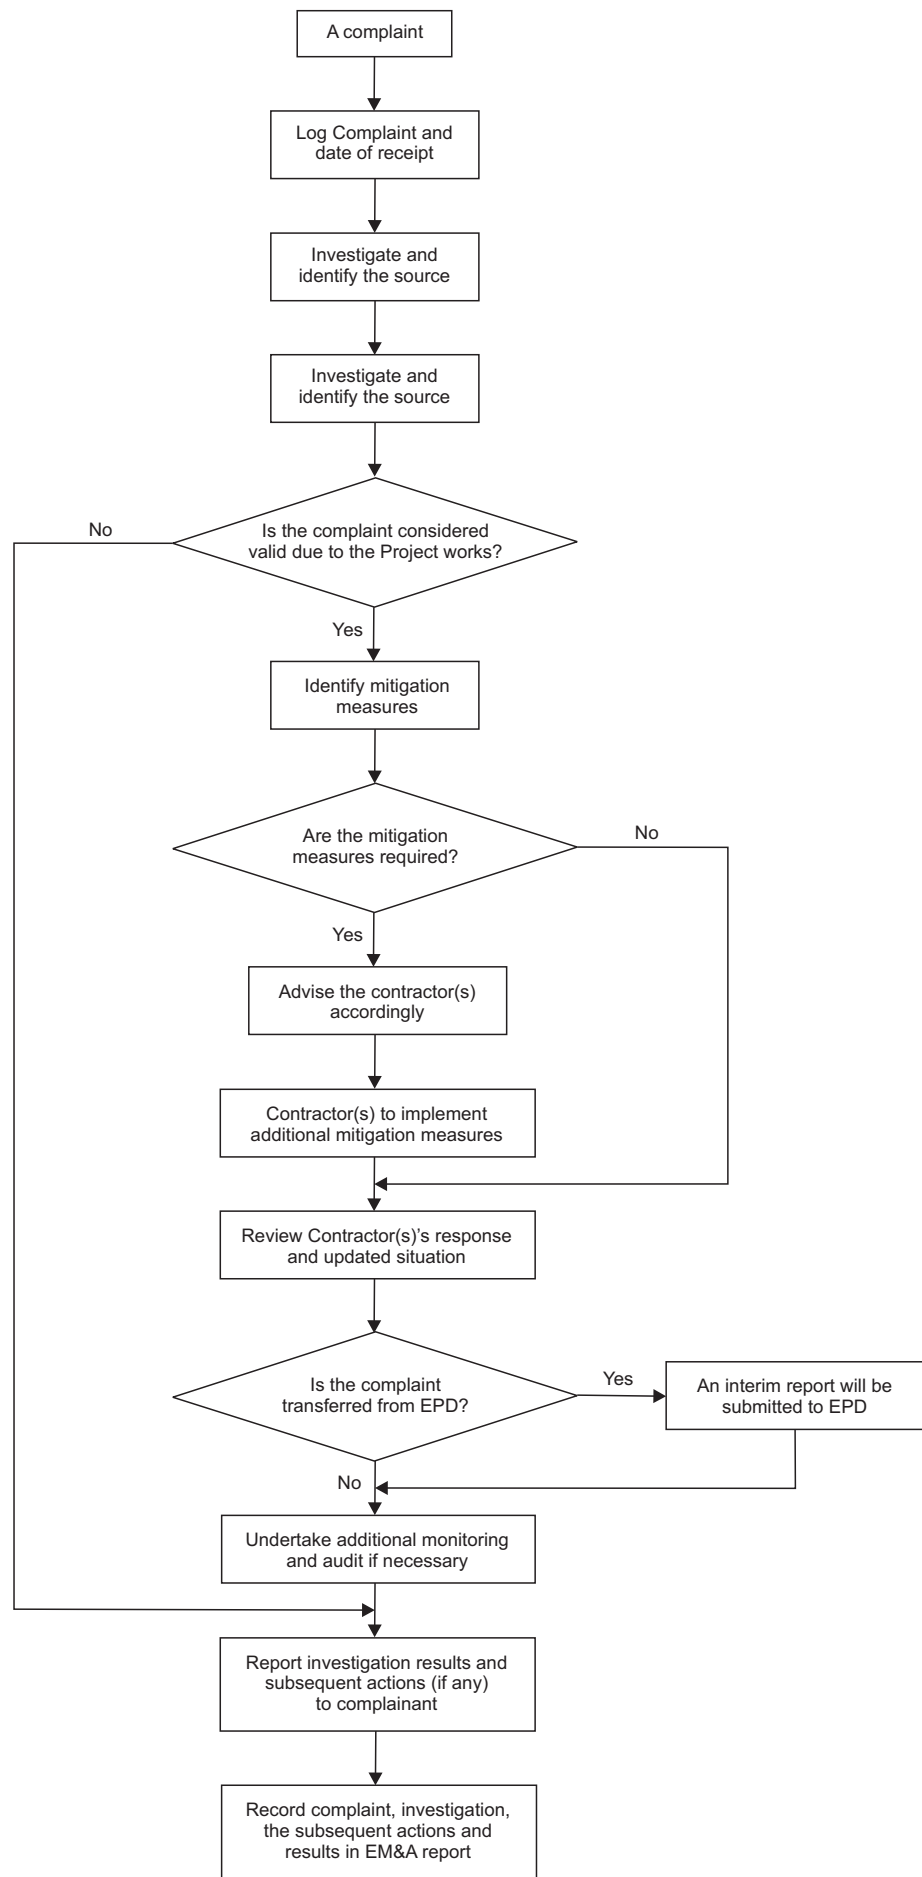 A complaint
Log Complaint and
date of receipt
Investigate and
identify the source
Investigate and
identify the source
Is the complaint considered
valid due to the Project works?
No
Yes
Identify mitigation
measures
Are the mitigation
measures required?
No
Yes
Advise the contractor(s)
accordingly
Contractor(s) to implement
additional mitigation measures
Review Contractor(s)'s response
and updated situation
Is the complaint
transferred from EPD?
Yes
An interim report will be
submitted to EPD
No
Undertake additional monitoring
and audit if necessary
Report investigation results and
subsequent actions (if any)
to complainant
Record complaint, investigation,
the subsequent actions and
results in EM&A report